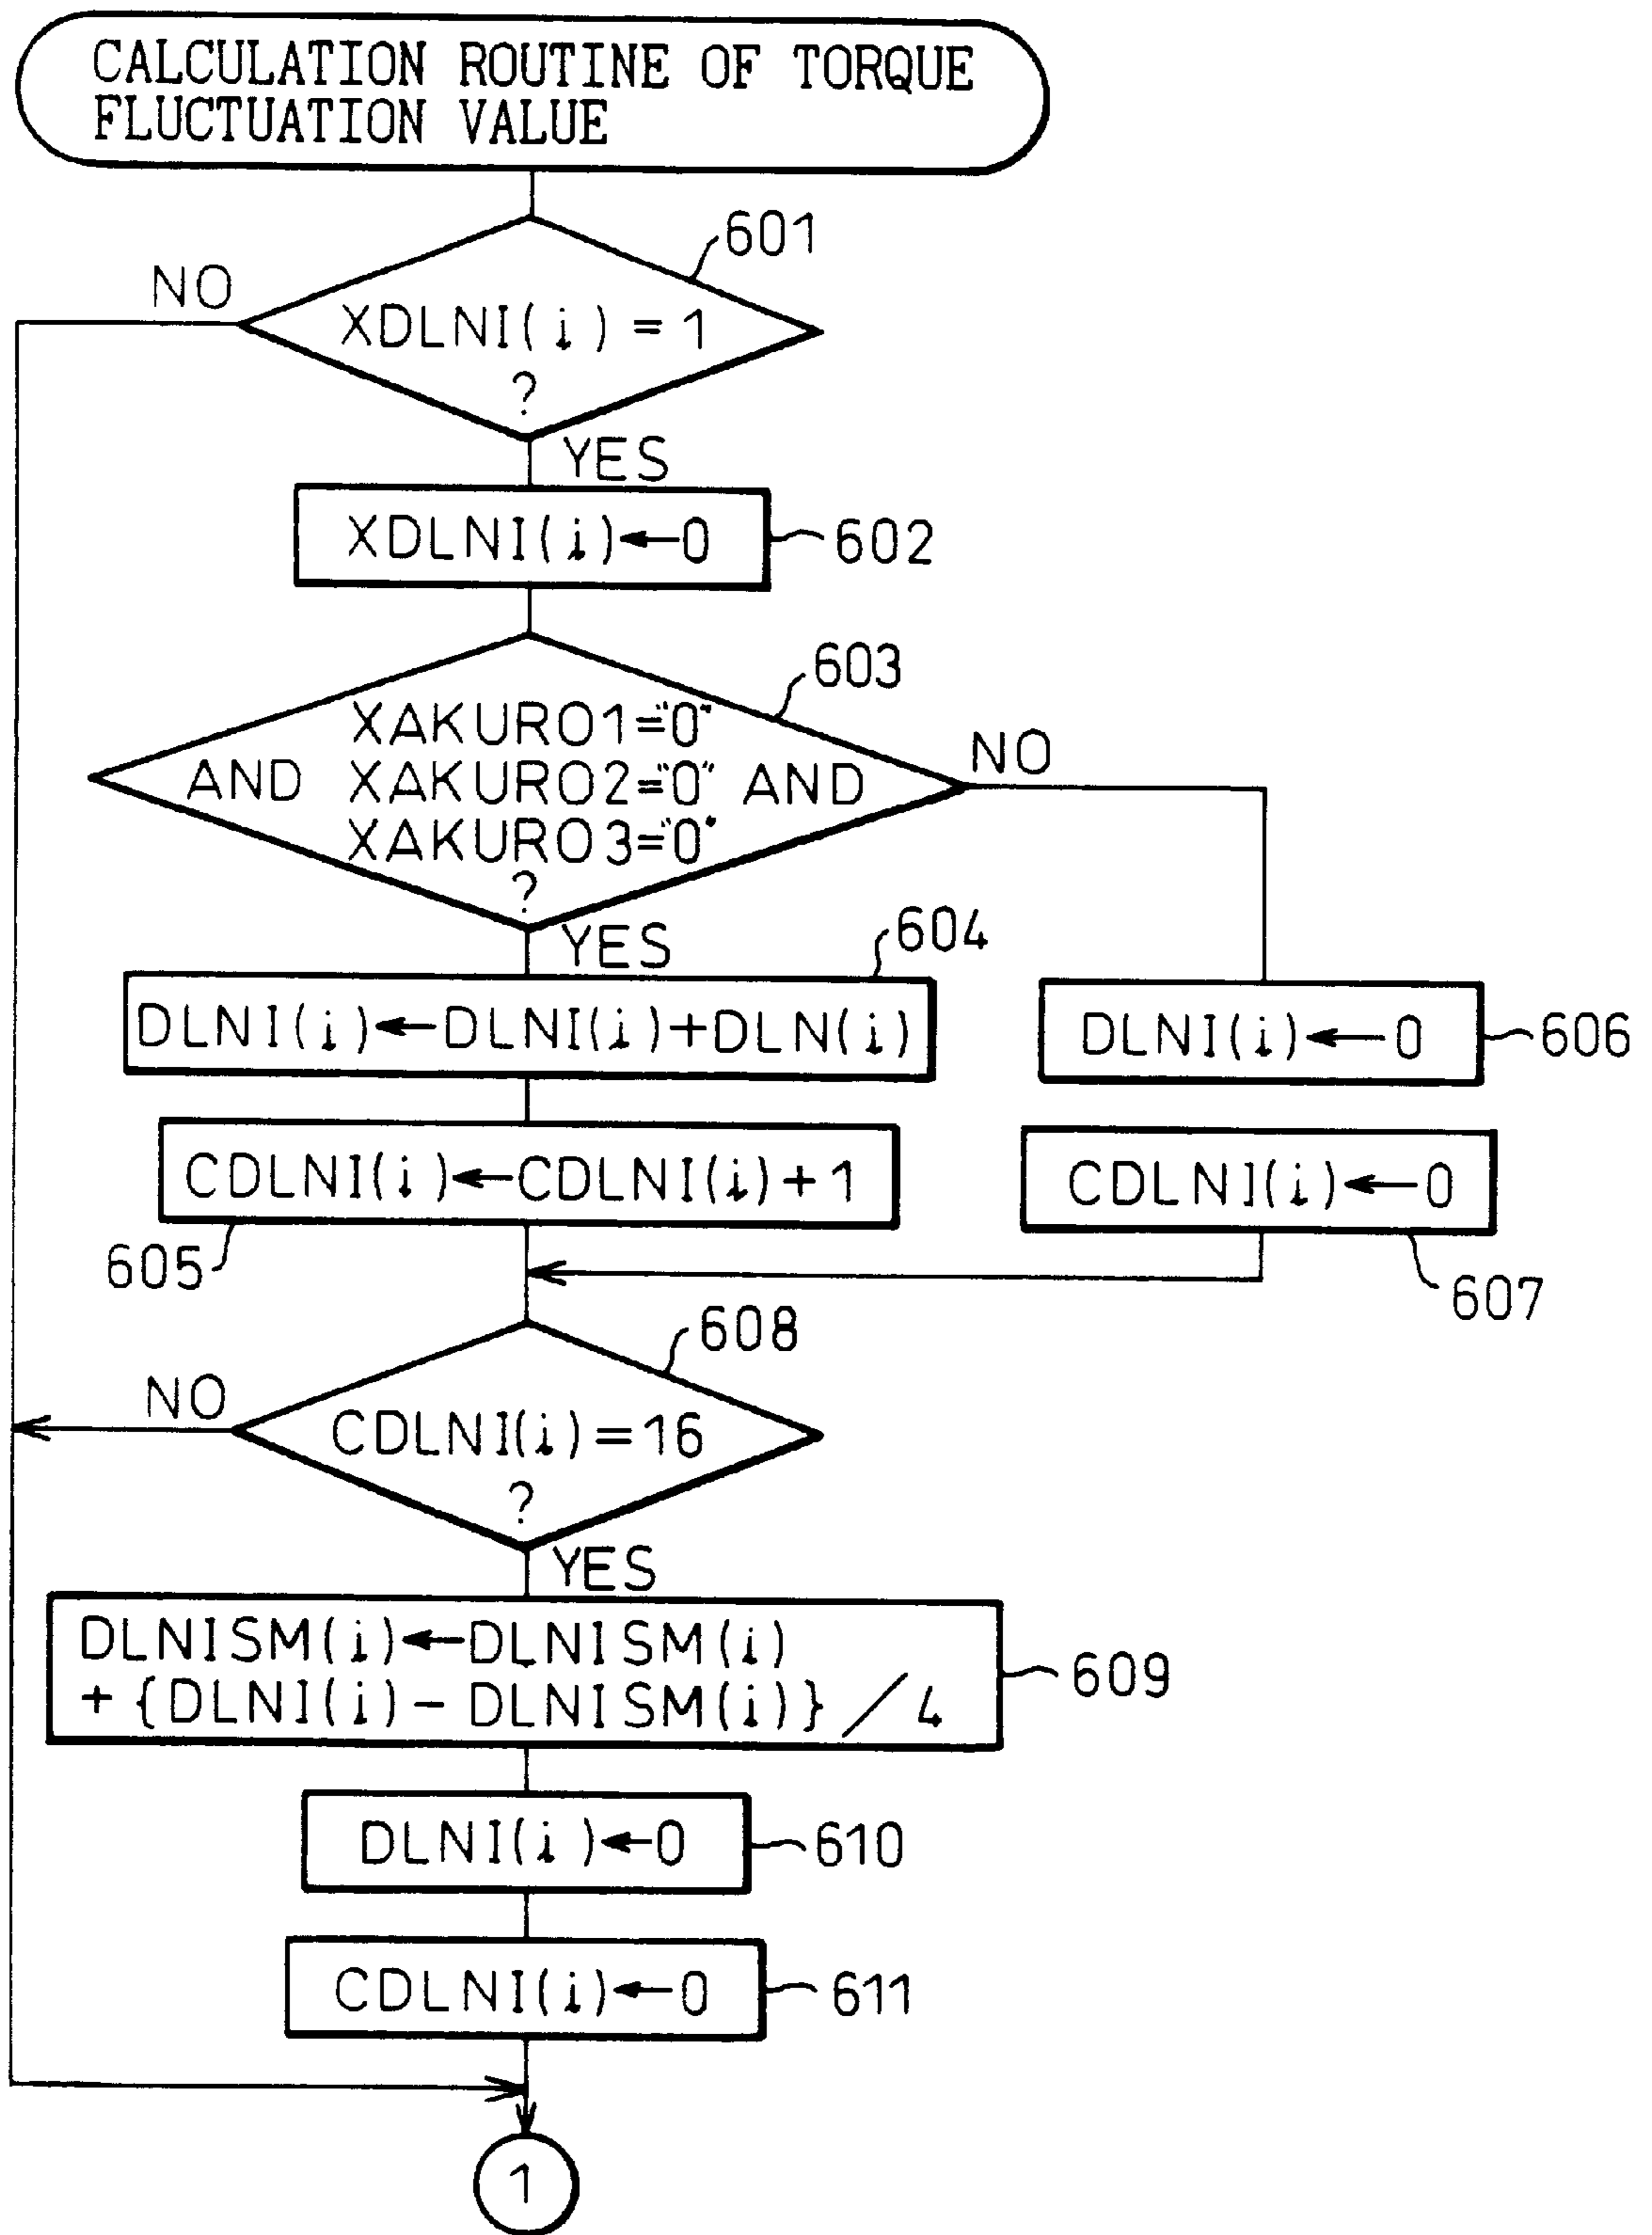 CALCULATION ROUTINE OF TORQUE
FLUCTUATION VALUE
601
NO
XDLNI(i) = 1
?
YES
XDLNI(i)←0
602
603
XAKURO1="0"
AND XAKURO2="0" AND
XAKURO3="0"
?
NO
YES
604
DLNI(i)←DLNI(i)+DLN(i)
DLNI(i)←0
606
CDLNI(i)←CDLNI(i)+1
CDLNI(i)←0
605
607
608
NO
CDLNI(i)=16
?
YES
DLNISM(i)←DLNISM(i)
+ {DLNI(i) - DLNISM(i)} / 4
609
DLNI(i)←0
610
CDLNI(i)←0
611
1